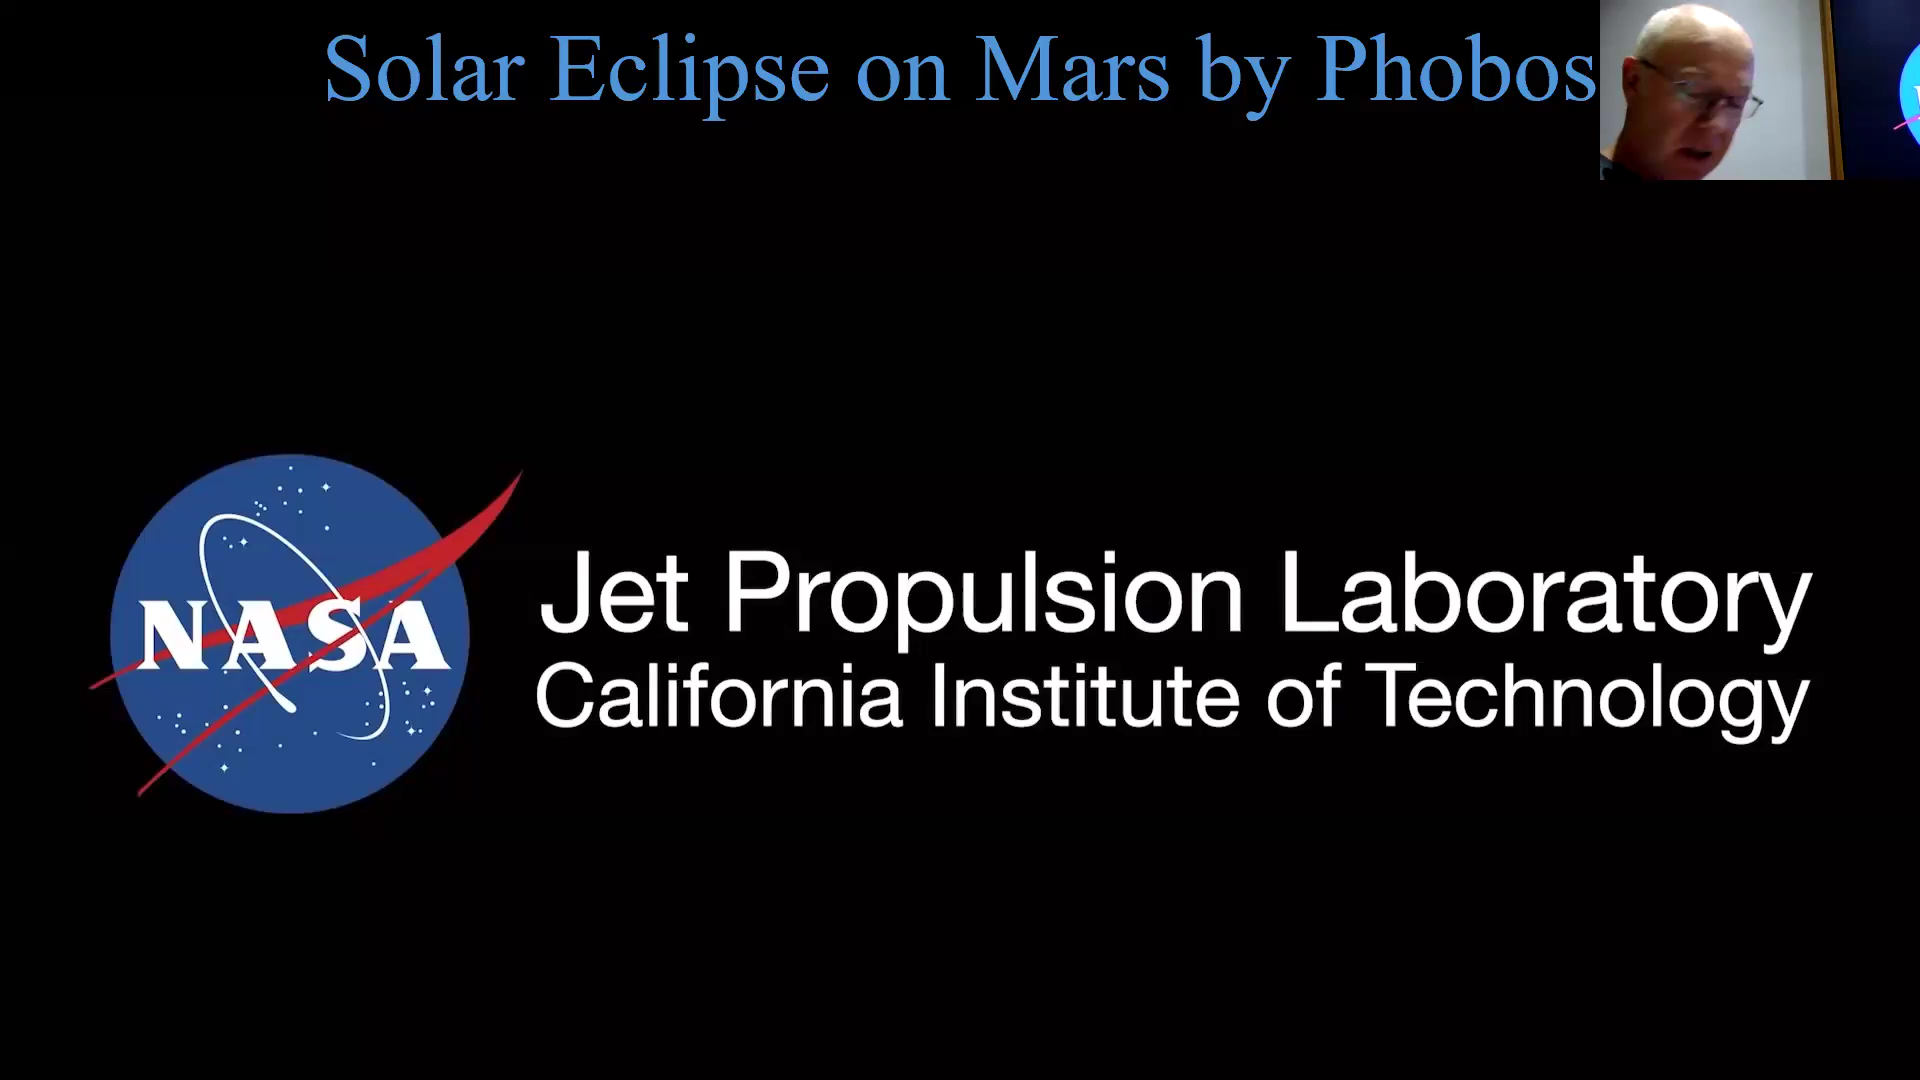 Solar Eclipse on Mars by Phobos
NASA
Jet Propulsion Laboratory
California Institute of Technology